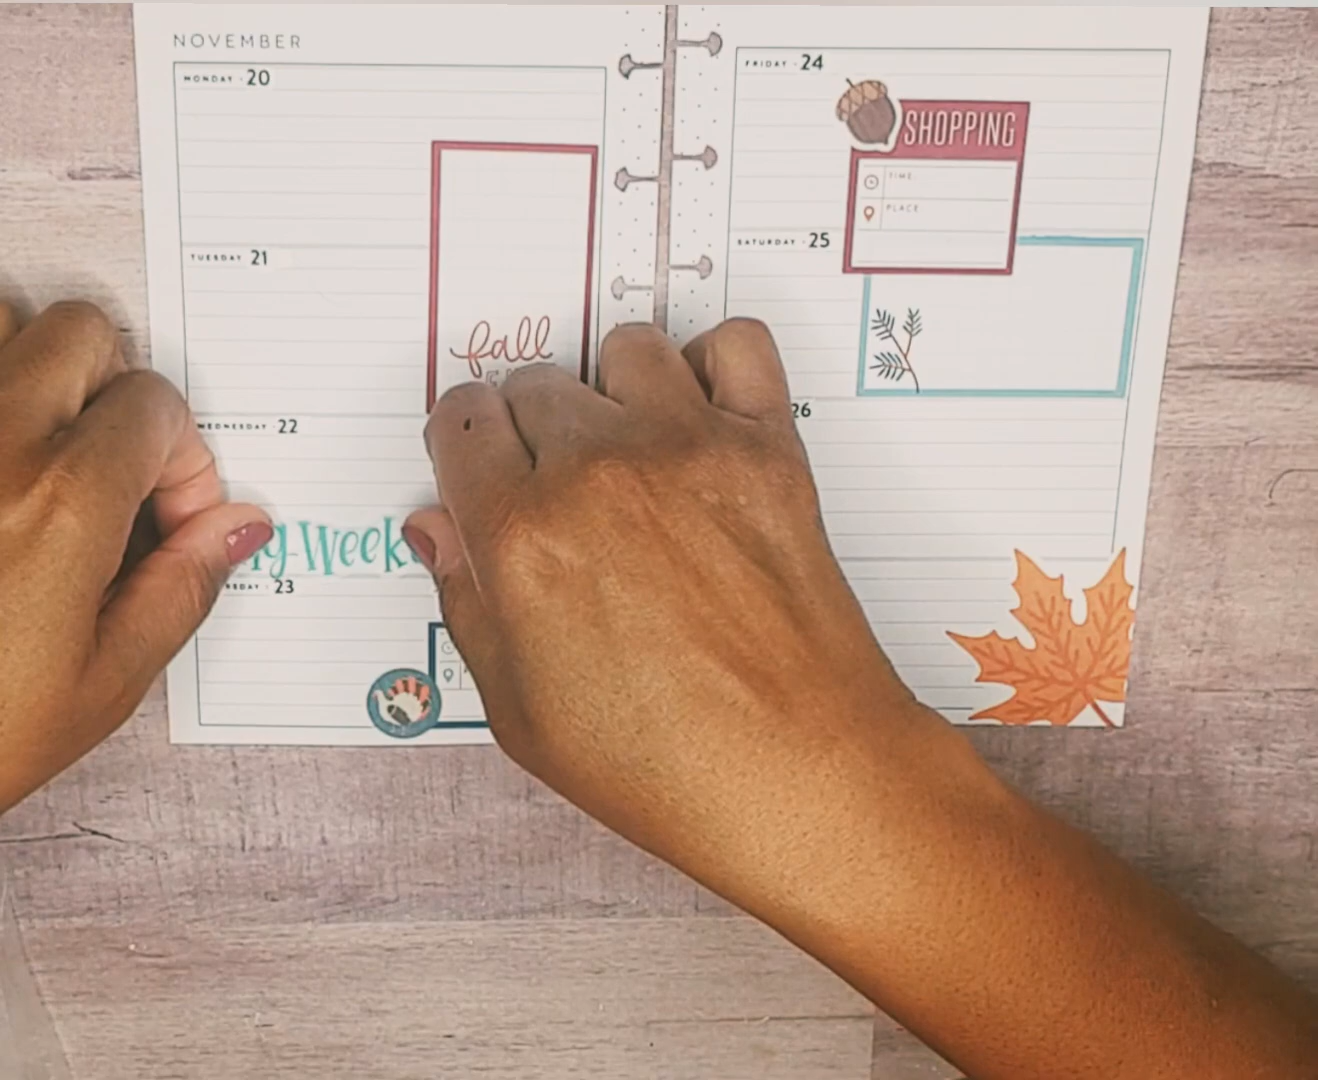 NOVEMBER
MONDAY · 20
TUESDAY · 21
fall
WEDNESDAY · 22
Week
23
FRIDAY · 24
SHOPPING
TIME:
PLACE
SATURDAY · 25
26